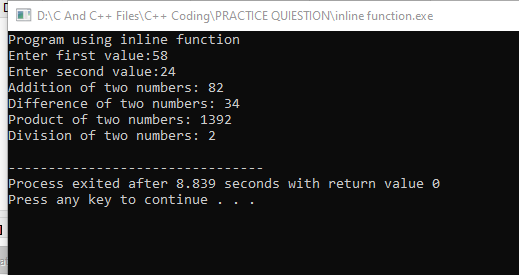 D:\C And C++ Files\C++ Coding\PRACTICE QUIESTION\inline function.exe
Program using inline function
Enter first value:58
Enter second value:24
Addition of two numbers: 82
Difference of two numbers: 34
Product of two numbers: 1392
Division of two numbers: 2
--------------------------------
Process exited after 8.839 seconds with return value 0
Press any key to continue . . .